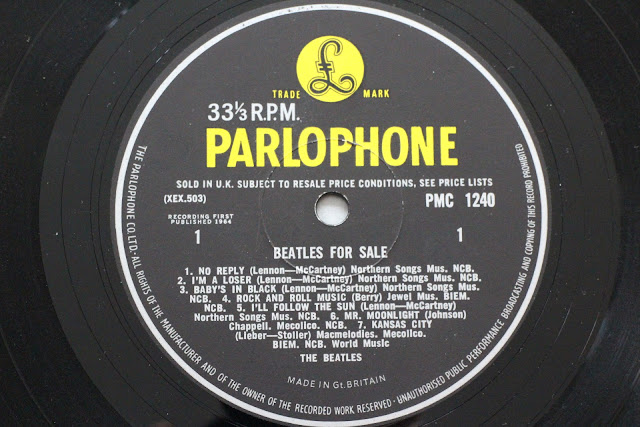 £
TRADE MARK
33⅓ R.P.M.
PARLOPHONE
SOLD IN U.K. SUBJECT TO RESALE PRICE CONDITIONS, SEE PRICE LISTS
(XEX.503) PMC 1240
RECORDING FIRST
PUBLISHED 1964
1 1
BEATLES FOR SALE
1. NO REPLY (Lennon—McCartney) Northern Songs Mus. NCB.
2. I'M A LOSER (Lennon—McCartney) Northern Songs Mus. NCB.
3. BABY'S IN BLACK (Lennon—McCartney) Northern Songs Mus.
NCB. 4. ROCK AND ROLL MUSIC (Berry) Jewel Mus. BIEM.
NCB. 5. I'LL FOLLOW THE SUN (Lennon—McCartney)
Northern Songs Mus. NCB. 6. MR. MOONLIGHT (Johnson)
Chappell. Mecolico. NCB. 7. KANSAS CITY
(Lieber—Stoller) Macmelodies. Mecolico.
BIEM. NCB. World Music
THE BEATLES
MADE IN Gt. BRITAIN
THE PARLOPHONE CO. LTD. · ALL RIGHTS OF THE MANUFACTURER AND OF THE OWNER OF THE RECORDED WORK RESERVED · UNAUTHORISED PUBLIC PERFORMANCE BROADCASTING AND COPYING OF THIS RECORD PROHIBITED